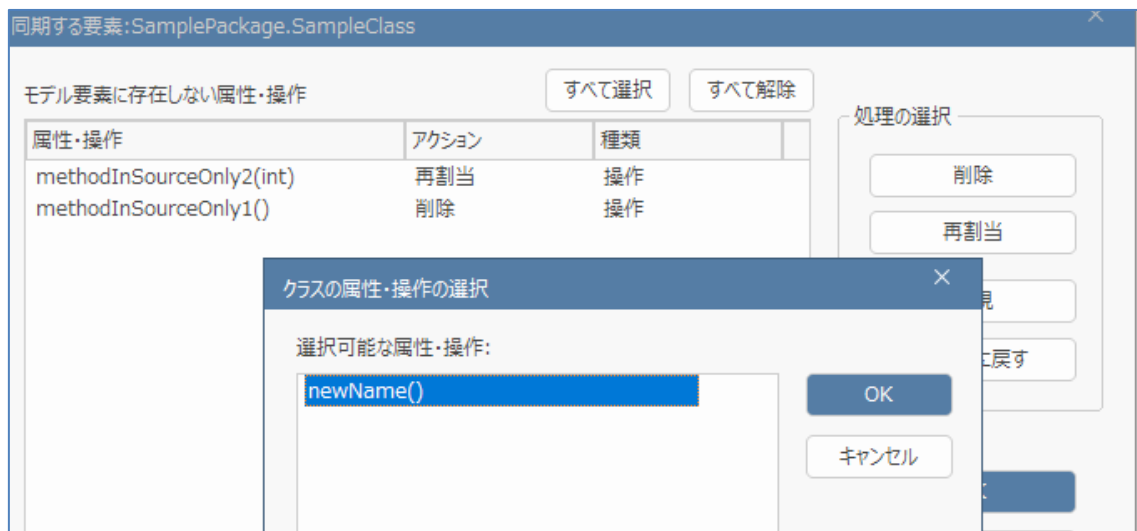 同期する要素:SamplePackage.SampleClass
モデル要素に存在しない属性・操作
すべて選択
すべて解除
属性・操作 アクション 種類
methodInSourceOnly2(int) 再割当 操作
methodInSourceOnly1() 削除 操作
処理の選択
削除
再割当
に戻す
クラスの属性・操作の選択
選択可能な属性・操作:
newName()
OK
キャンセル